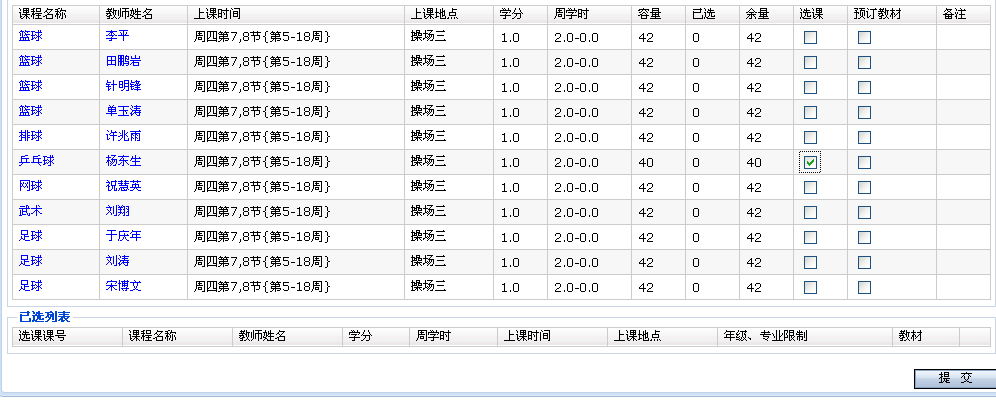 课程名称 教师姓名 上课时间 上课地点 学分 周学时 容量 已选 余量 选课 预订教材 备注
篮球 李平 周四第7,8节{第5-18周} 操场三 1.0 2.0-0.0 42 0 42
篮球 田鹏岩 周四第7,8节{第5-18周} 操场三 1.0 2.0-0.0 42 0 42
篮球 针明锋 周四第7,8节{第5-18周} 操场三 1.0 2.0-0.0 42 0 42
篮球 单玉涛 周四第7,8节{第5-18周} 操场三 1.0 2.0-0.0 42 0 42
排球 许兆雨 周四第7,8节{第5-18周} 操场三 1.0 2.0-0.0 42 0 42
乒乓球 杨东生 周四第7,8节{第5-18周} 操场三 1.0 2.0-0.0 40 0 40
网球 祝慧英 周四第7,8节{第5-18周} 操场三 1.0 2.0-0.0 42 0 42
武术 刘翔 周四第7,8节{第5-18周} 操场三 1.0 2.0-0.0 42 0 42
足球 于庆年 周四第7,8节{第5-18周} 操场三 1.0 2.0-0.0 42 0 42
足球 刘涛 周四第7,8节{第5-18周} 操场三 1.0 2.0-0.0 42 0 42
足球 宋博文 周四第7,8节{第5-18周} 操场三 1.0 2.0-0.0 42 0 42
已选列表
选课课号 课程名称 教师姓名 学分 周学时 上课时间 上课地点 年级、专业限制 教材
提 交